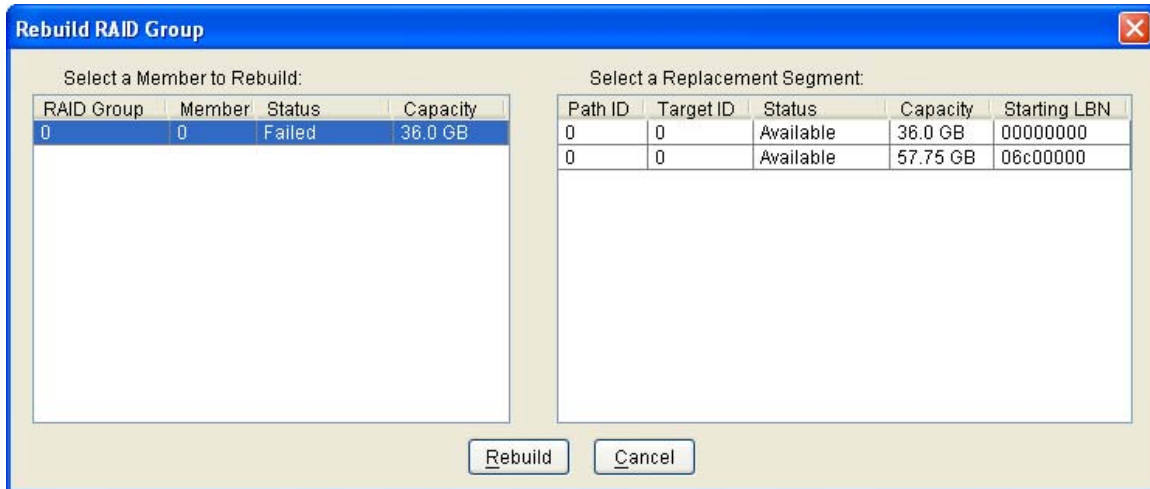 Rebuild RAID Group
Select a Member to Rebuild:
RAID Group Member Status Capacity
0 0 Failed 36.0 GB
Select a Replacement Segment:
Path ID Target ID Status Capacity Starting LBN
0 0 Available 36.0 GB 00000000
0 0 Available 57.75 GB 06c00000
Rebuild Cancel